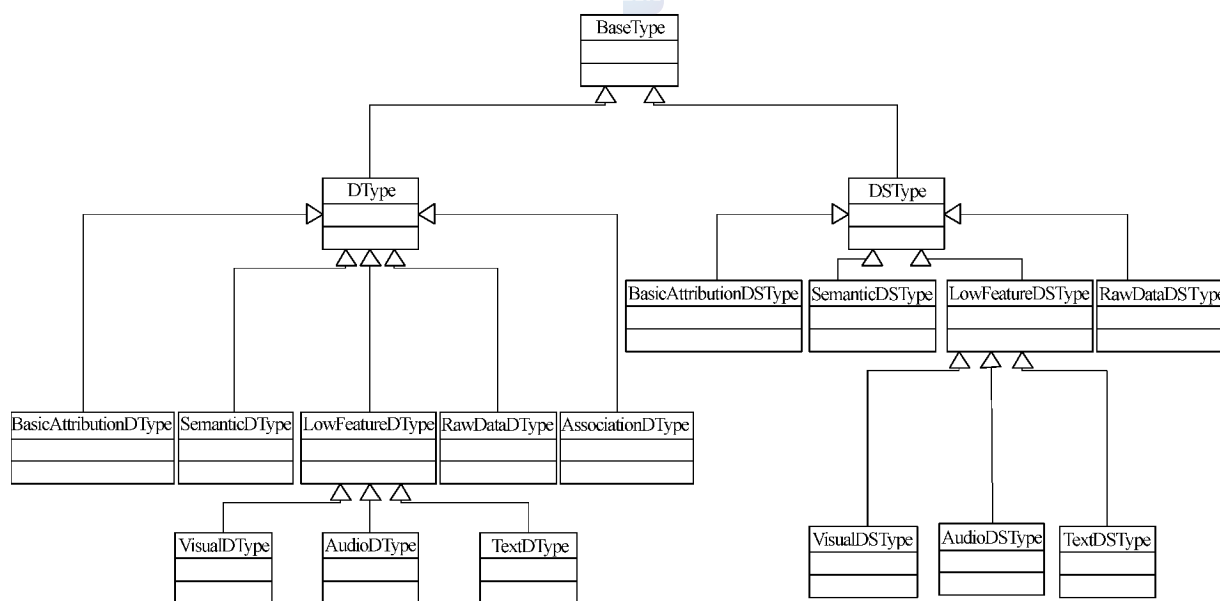 BaseType
DType
DSType
BasicAttributionDSType
SemanticDSType
LowFeatureDSType
RawDataDSType
BasicAttributionDType
SemanticDType
LowFeatureDType
RawDataDType
AssociationDType
VisualDType
AudioDType
TextDType
VisualDSType
AudioDSType
TextDSType